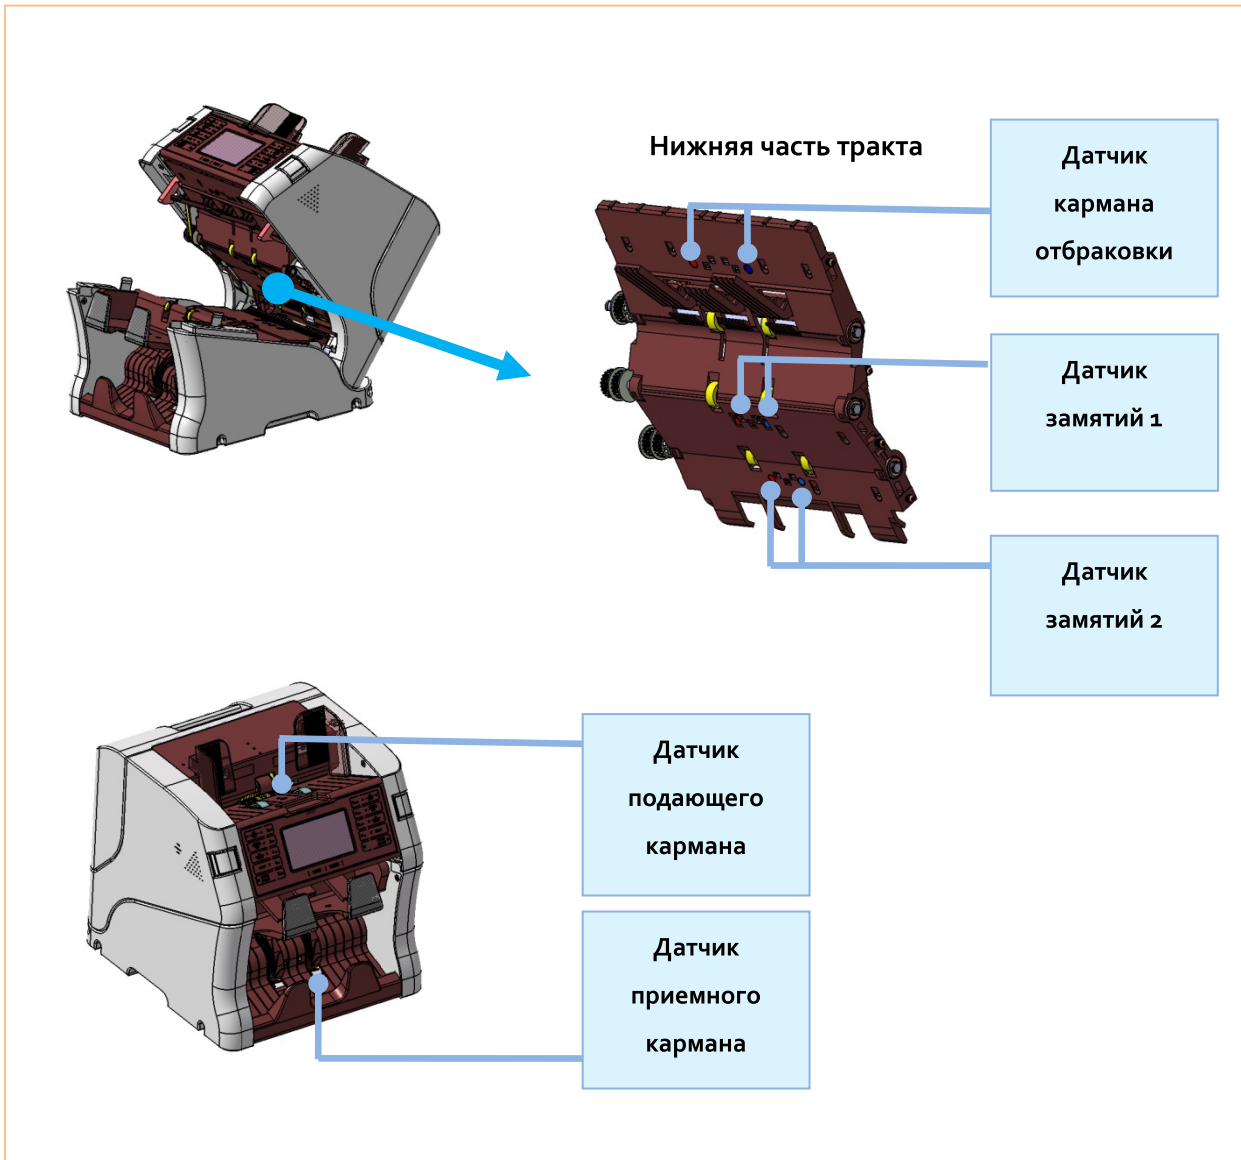 Нижняя часть тракта
Датчик
кармана
отбраковки
Датчик
замятий 1
Датчик
замятий 2
Датчик
подающего
кармана
Датчик
приемного
кармана